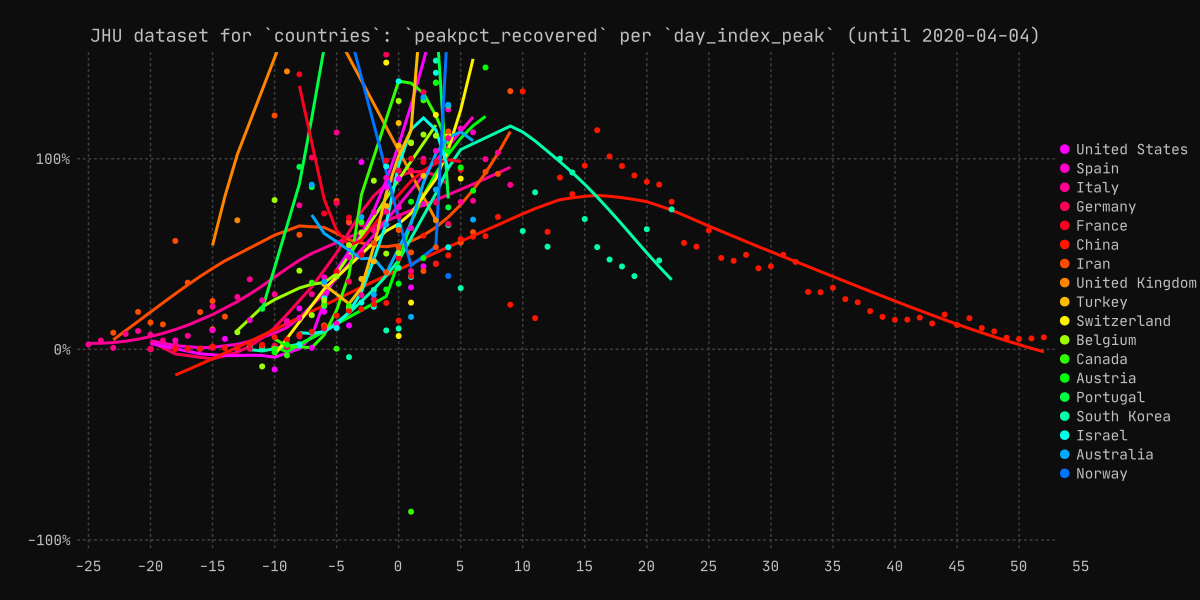 JHU dataset for `countries`: `peakpct_recovered` per `day_index_peak` (until 2020-04-04)
100%
0%
-100%
-25 -20 -15 -10 -5 0 5 10 15 20 25 30 35 40 45 50 55
United States
Spain
Italy
Germany
France
China
Iran
United Kingdom
Turkey
Switzerland
Belgium
Canada
Austria
Portugal
South Korea
Israel
Australia
Norway